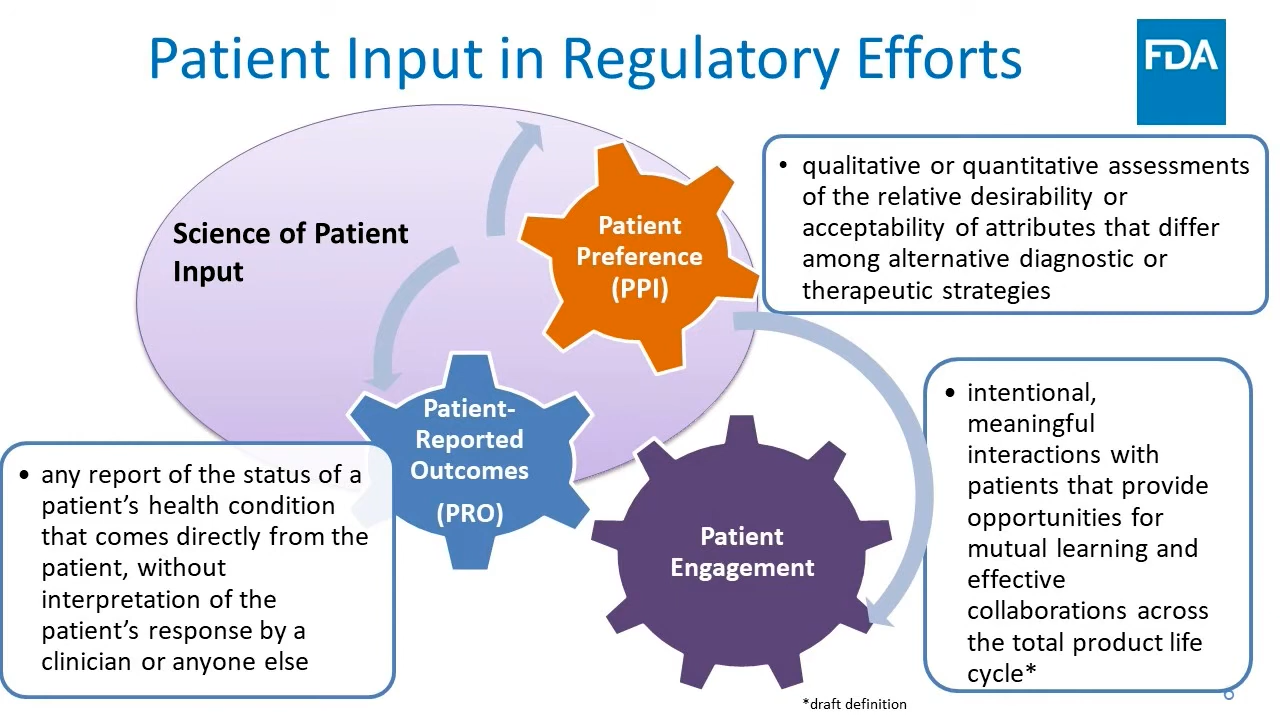 Patient Input in Regulatory Efforts
FDA
Science of Patient
Input
Patient
Preference
(PPI)
• qualitative or quantitative assessments
of the relative desirability or
acceptability of attributes that differ
among alternative diagnostic or
therapeutic strategies
Patient-
Reported
Outcomes
(PRO)
• any report of the status of a
patient’s health condition
that comes directly from the
patient, without
interpretation of the
patient’s response by a
clinician or anyone else
Patient
Engagement
• intentional,
meaningful
interactions with
patients that provide
opportunities for
mutual learning and
effective
collaborations across
the total product life
cycle*
*draft definition
6